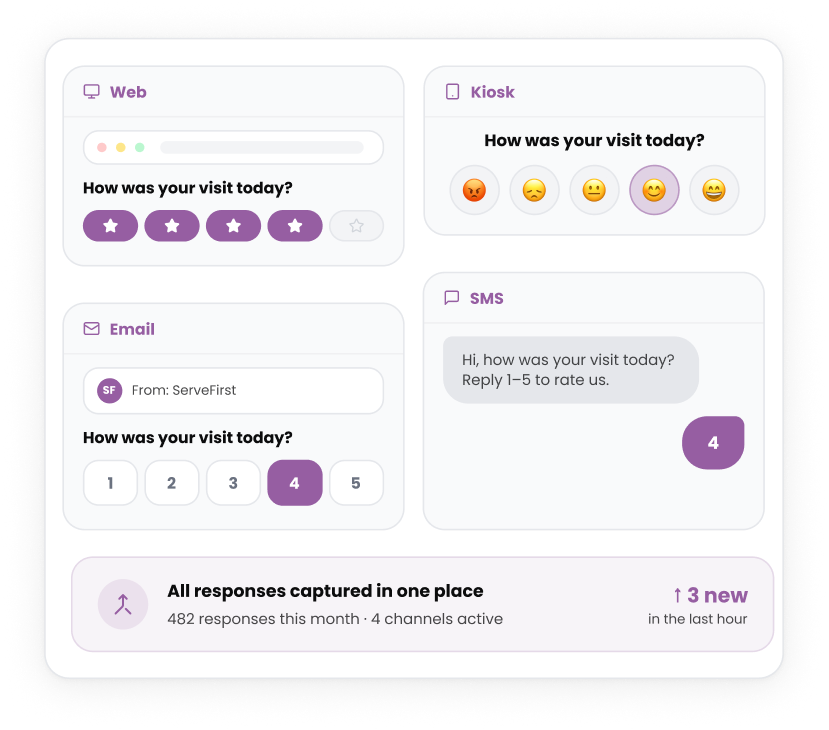 Web
How was your visit today?
Kiosk
How was your visit today?
Email
SF From: ServeFirst
How was your visit today?
1 2 3 4 5
SMS
Hi, how was your visit today?
Reply 1–5 to rate us.
4
All responses captured in one place
482 responses this month · 4 channels active
↑ 3 new
in the last hour